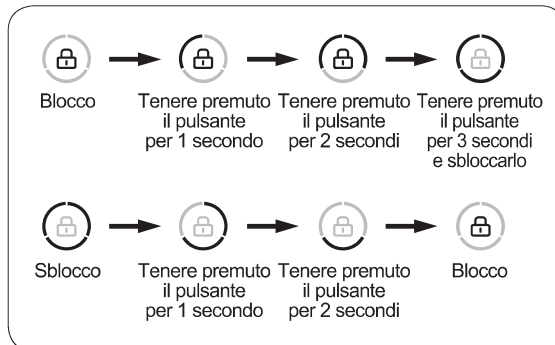 Blocco
Tenere premuto
il pulsante
per 1 secondo
Tenere premuto
il pulsante
per 2 secondi
Tenere premuto
il pulsante
per 3 secondi
e sbloccarlo
Sblocco
Tenere premuto
il pulsante
per 1 secondo
Tenere premuto
il pulsante
per 2 secondi
Blocco